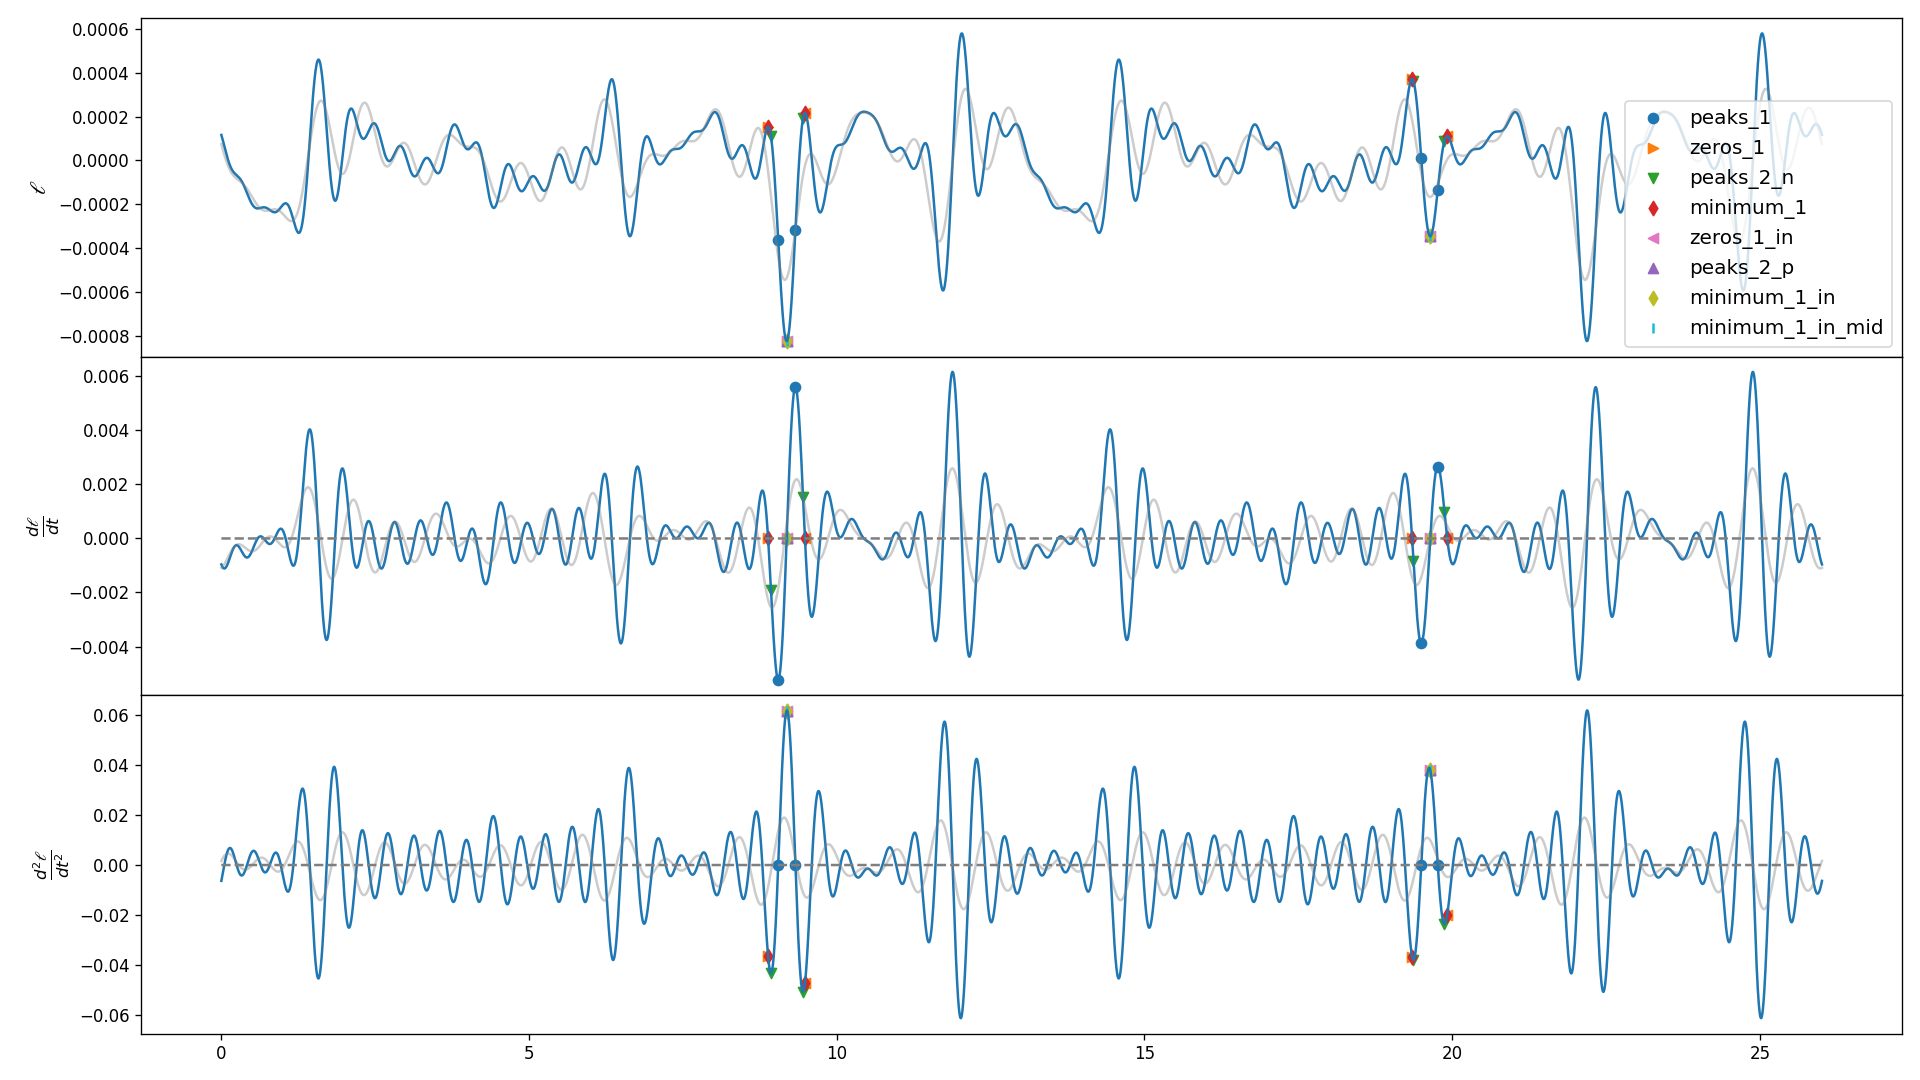 0.0006
0.0004
0.0002
0.0000
−0.0002
−0.0004
−0.0006
−0.0008
ℓ
peaks_1
zeros_1
peaks_2_n
minimum_1
zeros_1_in
peaks_2_p
minimum_1_in
minimum_1_in_mid
0.006
0.004
0.002
0.000
−0.002
−0.004
dℓ
dt
0.06
0.04
0.02
0.00
−0.02
−0.04
−0.06
d²ℓ
dt²
0 5 10 15 20 25